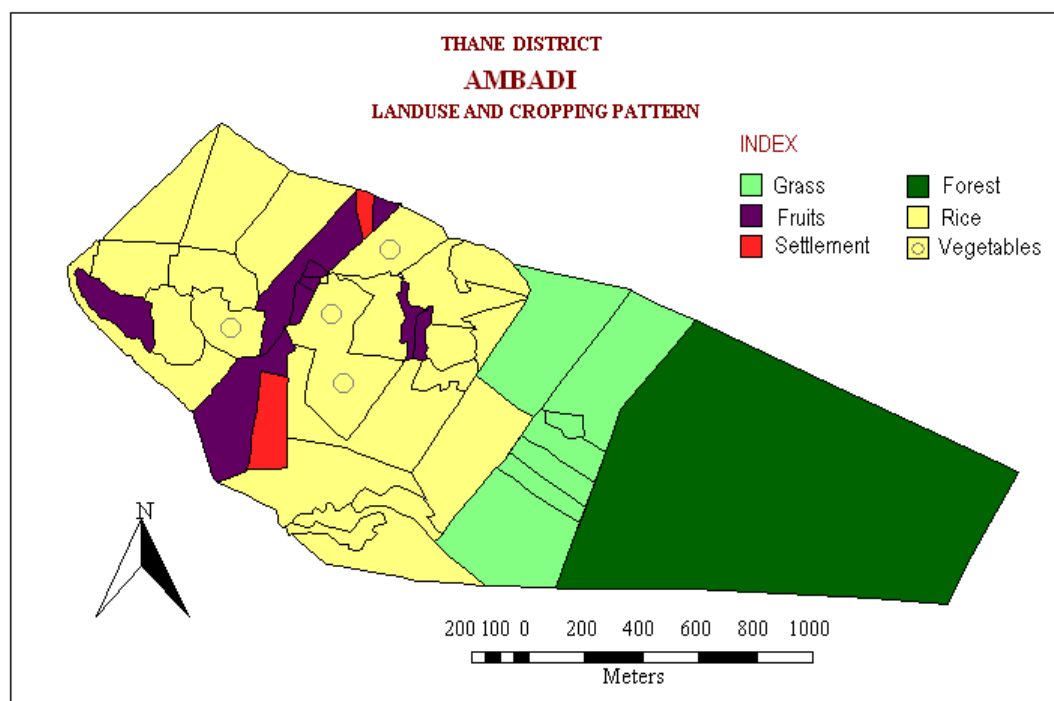 THANE DISTRICT
AMBADI
LANDUSE AND CROPPING PATTERN
INDEX
Grass Forest
Fruits Rice
Settlement Vegetables
N
200 100 0 200 400 600 800 1000
Meters